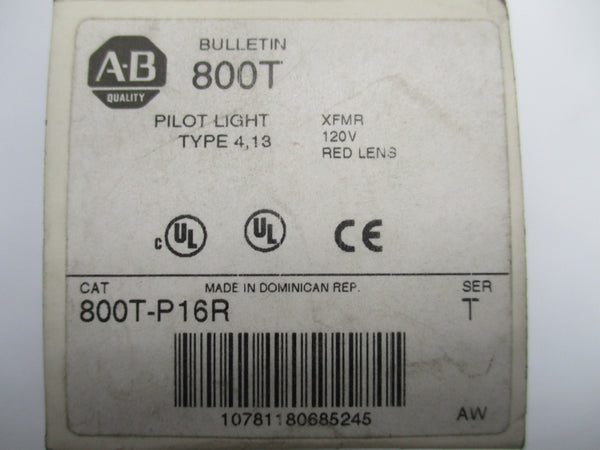 A-B
QUALITY
BULLETIN
800T
PILOT LIGHT
TYPE 4,13
XFMR
120V
RED LENS
c UL
UL
CE
CAT
MADE IN DOMINICAN REP.
SER
800T-P16R
T
10781180685245
AW